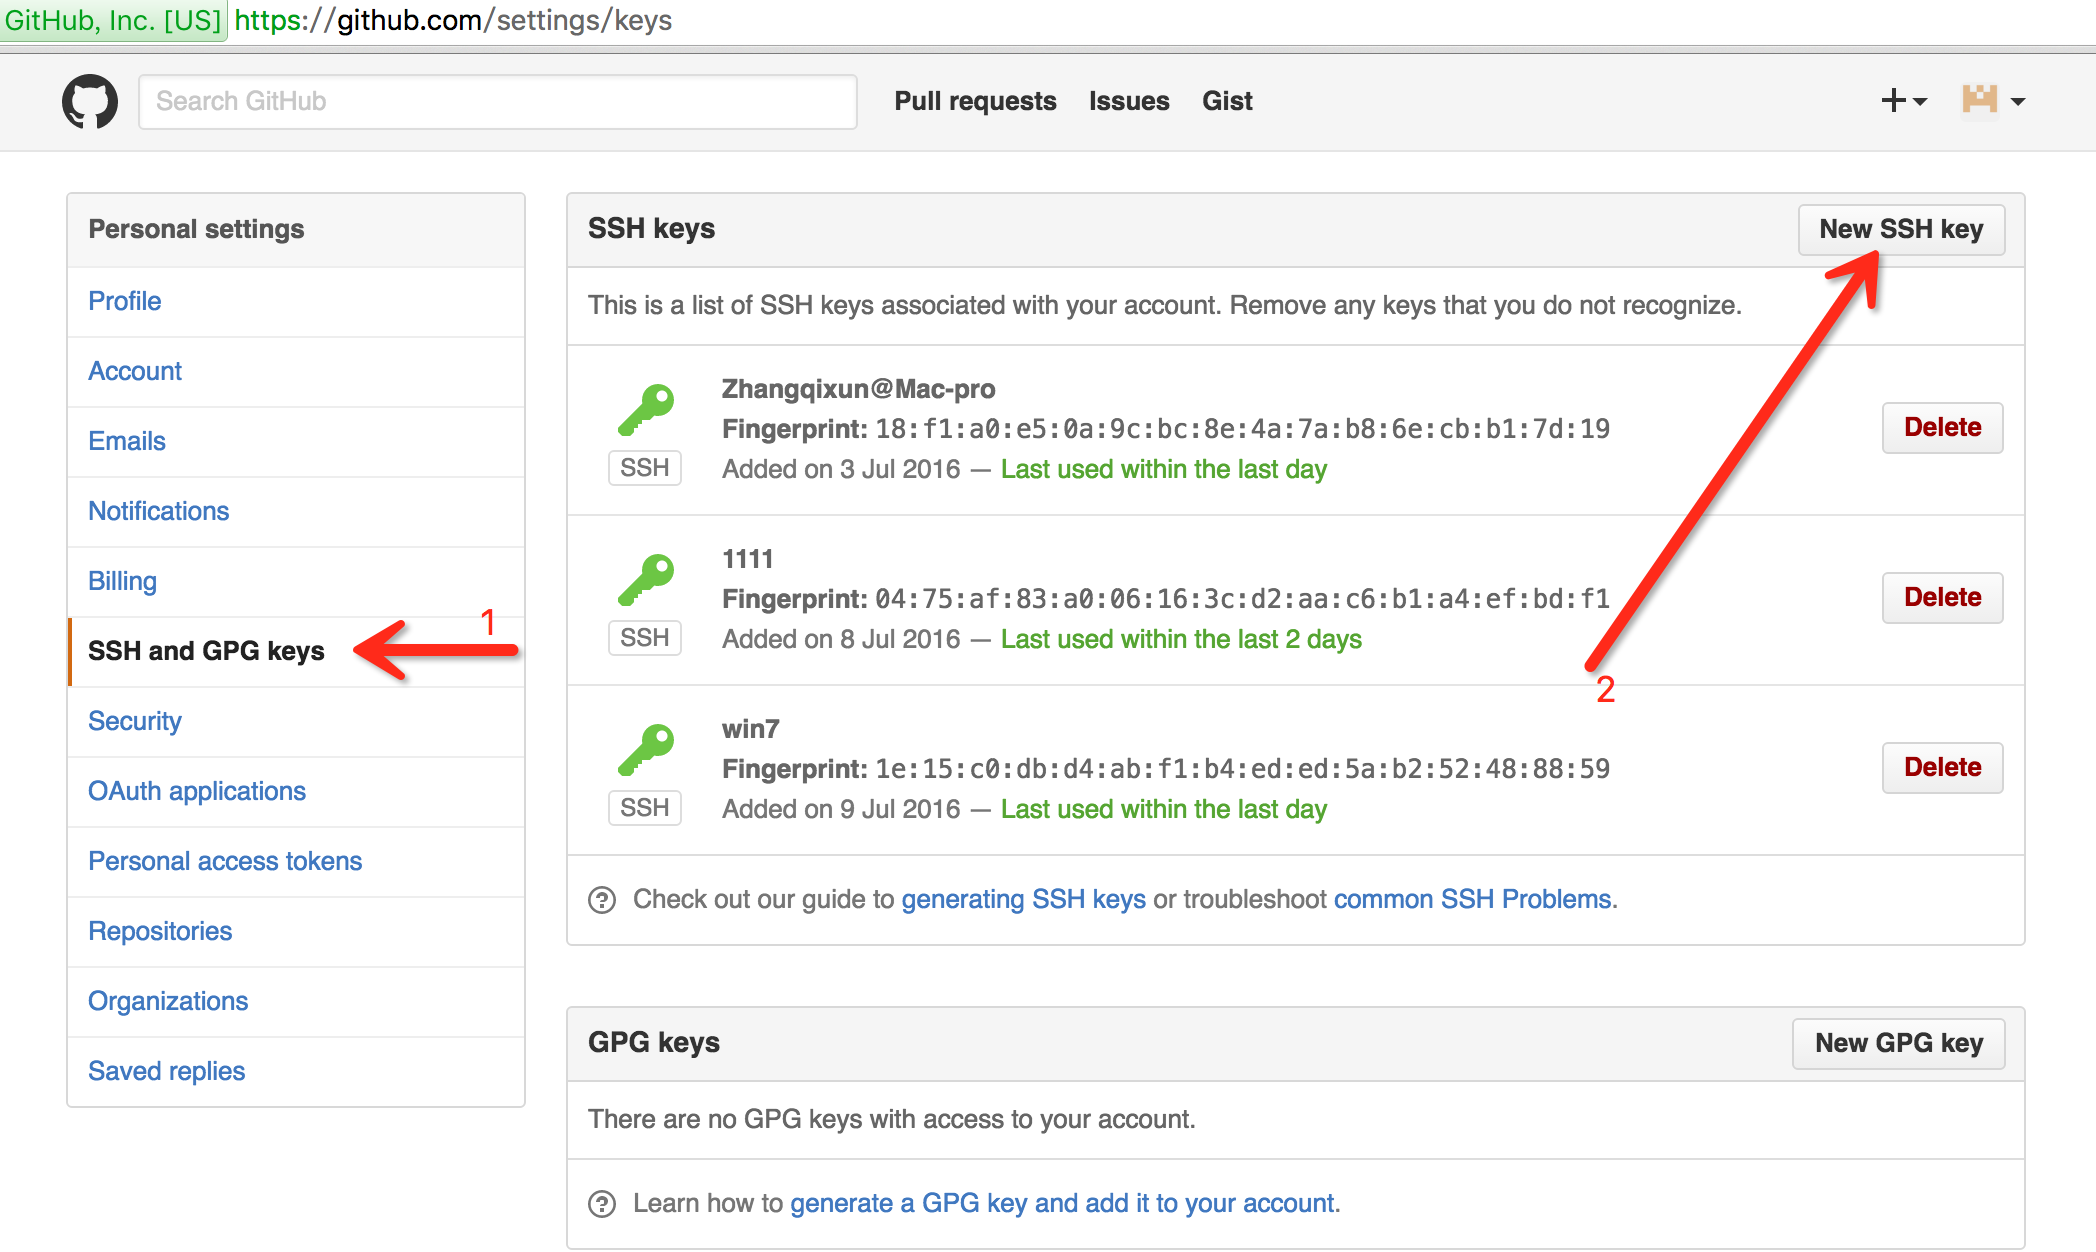 GitHub, Inc. [US] https://github.com/settings/keys
Search GitHub
Pull requests Issues Gist
Personal settings
Profile
Account
Emails
Notifications
Billing
SSH and GPG keys
1
Security
OAuth applications
Personal access tokens
Repositories
Organizations
Saved replies
SSH keys
New SSH key
This is a list of SSH keys associated with your account. Remove any keys that you do not recognize.
Zhangqixun@Mac-pro
Fingerprint: 18:f1:a0:e5:0a:9c:bc:8e:4a:7a:b8:6e:cb:b1:7d:19
SSH
Added on 3 Jul 2016 — Last used within the last day
Delete
1111
Fingerprint: 04:75:af:83:a0:06:16:3c:d2:aa:c6:b1:a4:ef:bd:f1
SSH
Added on 8 Jul 2016 — Last used within the last 2 days
Delete
2
win7
Fingerprint: 1e:15:c0:db:d4:ab:f1:b4:ed:ed:5a:b2:52:48:88:59
SSH
Added on 9 Jul 2016 — Last used within the last day
Delete
? Check out our guide to generating SSH keys or troubleshoot common SSH Problems.
GPG keys
New GPG key
There are no GPG keys with access to your account.
? Learn how to generate a GPG key and add it to your account.